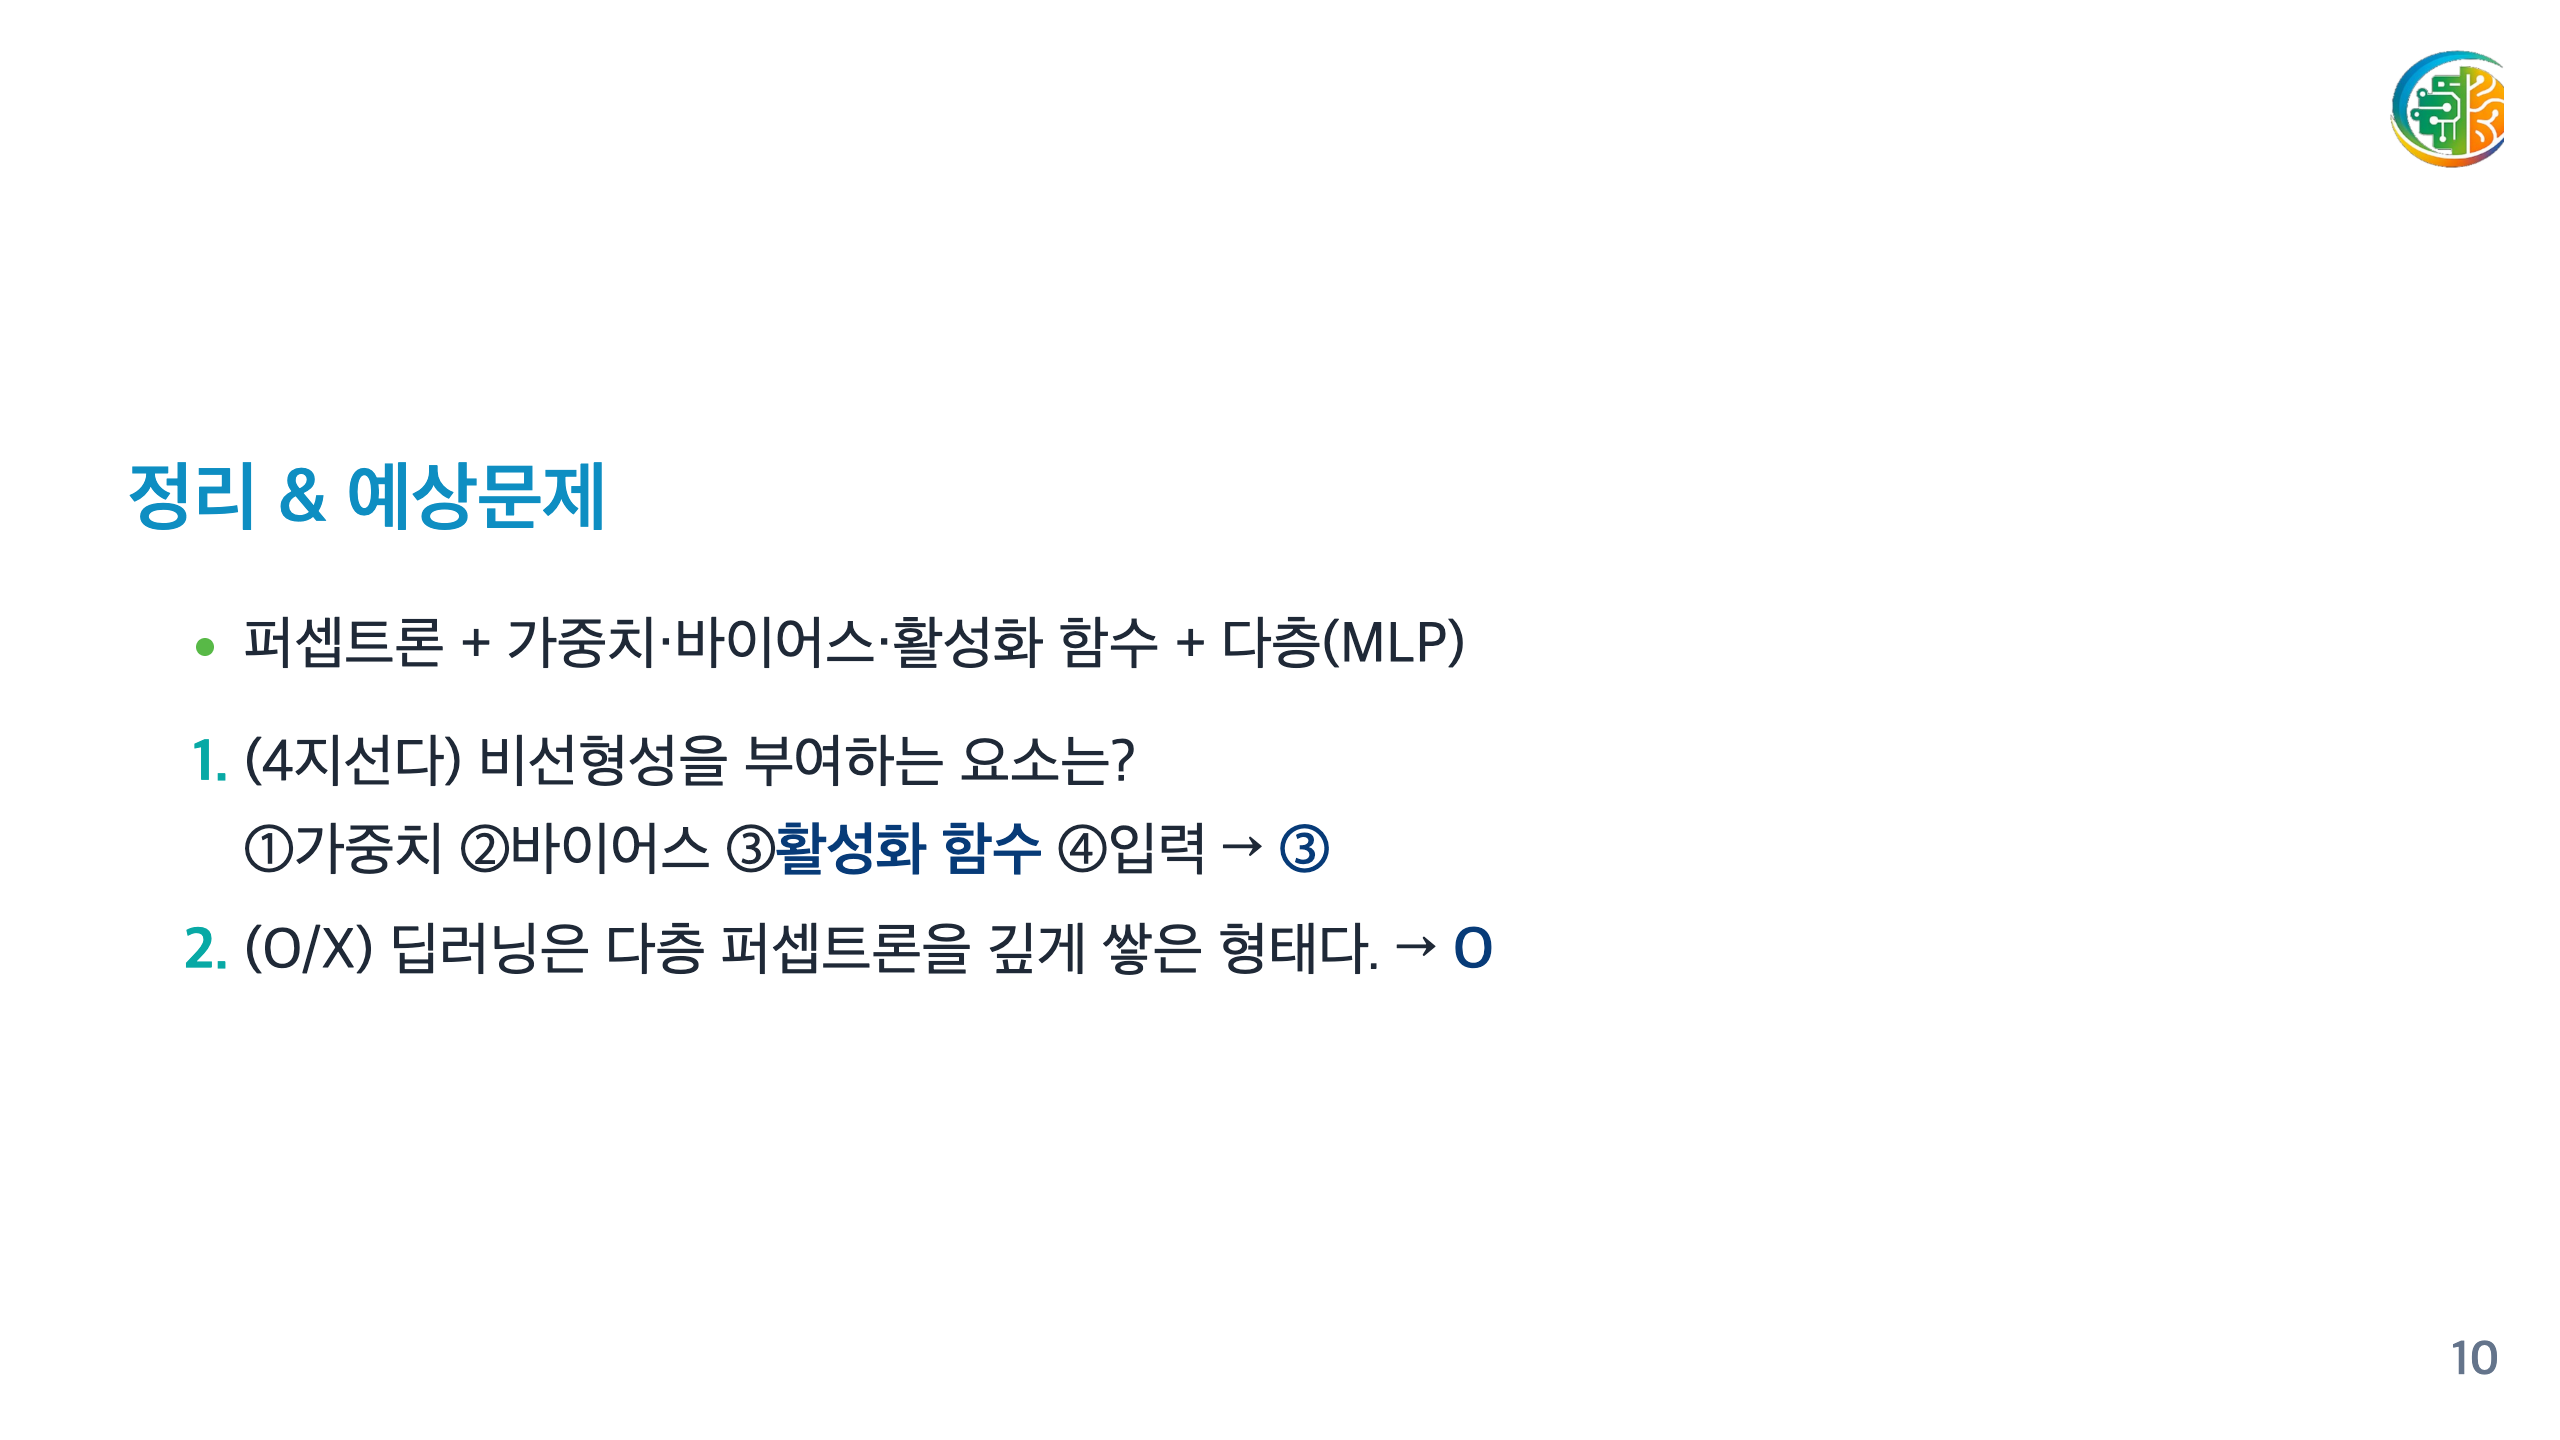 정리 & 예상문제
• 퍼셉트론 + 가중치·바이어스·활성화 함수 + 다층(MLP)
1. (4지선다) 비선형성을 부여하는 요소는?
①가중치 ②바이어스 ③활성화 함수 ④입력 → ③
2. (O/X) 딥러닝은 다층 퍼셉트론을 깊게 쌓은 형태다. → O
10